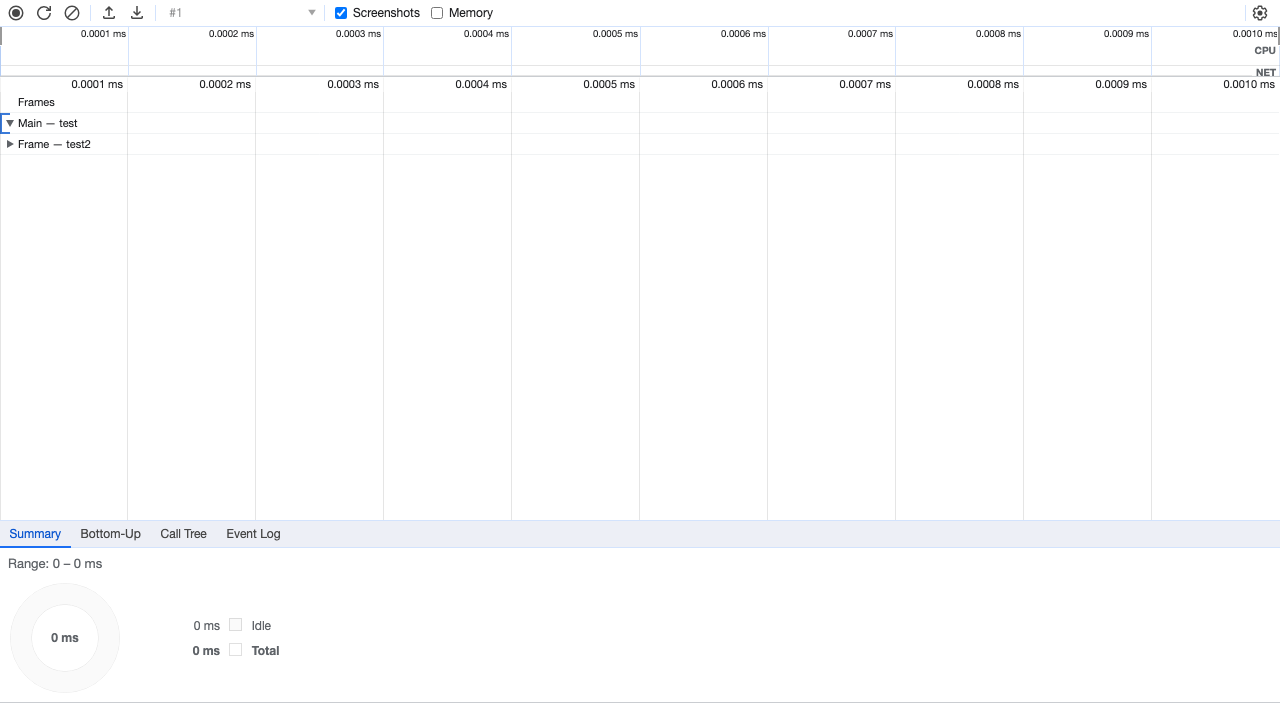 #1 Screenshots Memory
0.0001 ms 0.0002 ms 0.0003 ms 0.0004 ms 0.0005 ms 0.0006 ms 0.0007 ms 0.0008 ms 0.0009 ms 0.0010 ms
CPU
NET
0.0001 ms 0.0002 ms 0.0003 ms 0.0004 ms 0.0005 ms 0.0006 ms 0.0007 ms 0.0008 ms 0.0009 ms 0.0010 ms
Frames
Main — test
Frame — test2
Summary Bottom-Up Call Tree Event Log
Range: 0 – 0 ms
0 ms
0 ms Idle
0 ms Total